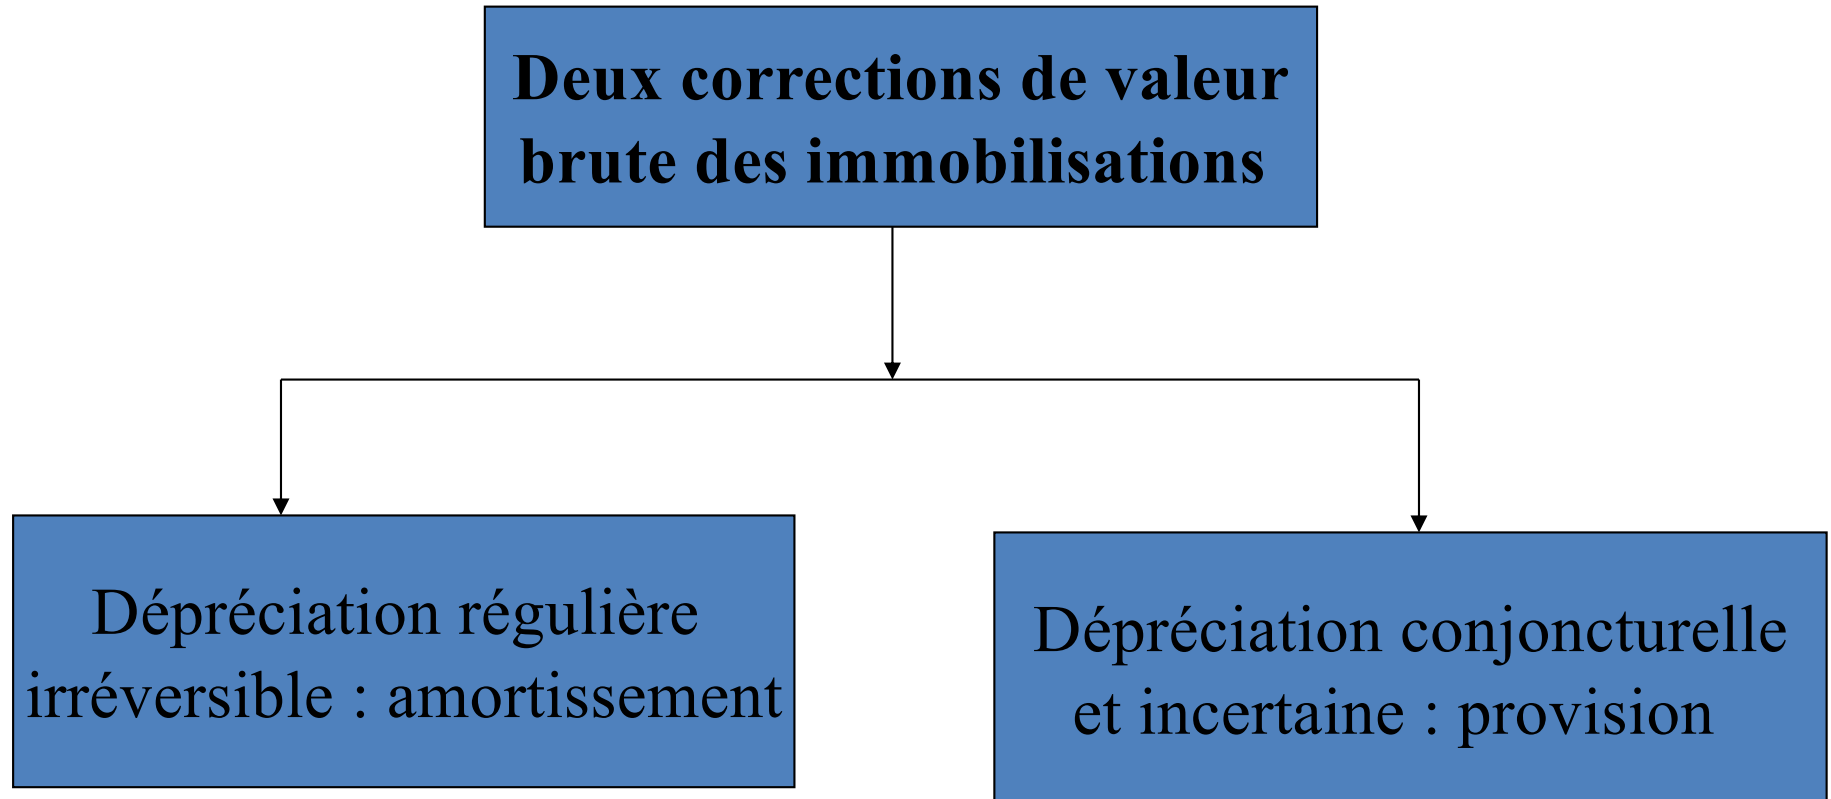 Deux corrections de valeur
brute des immobilisations
Dépréciation régulière
irréversible : amortissement
Dépréciation conjoncturelle
et incertaine : provision